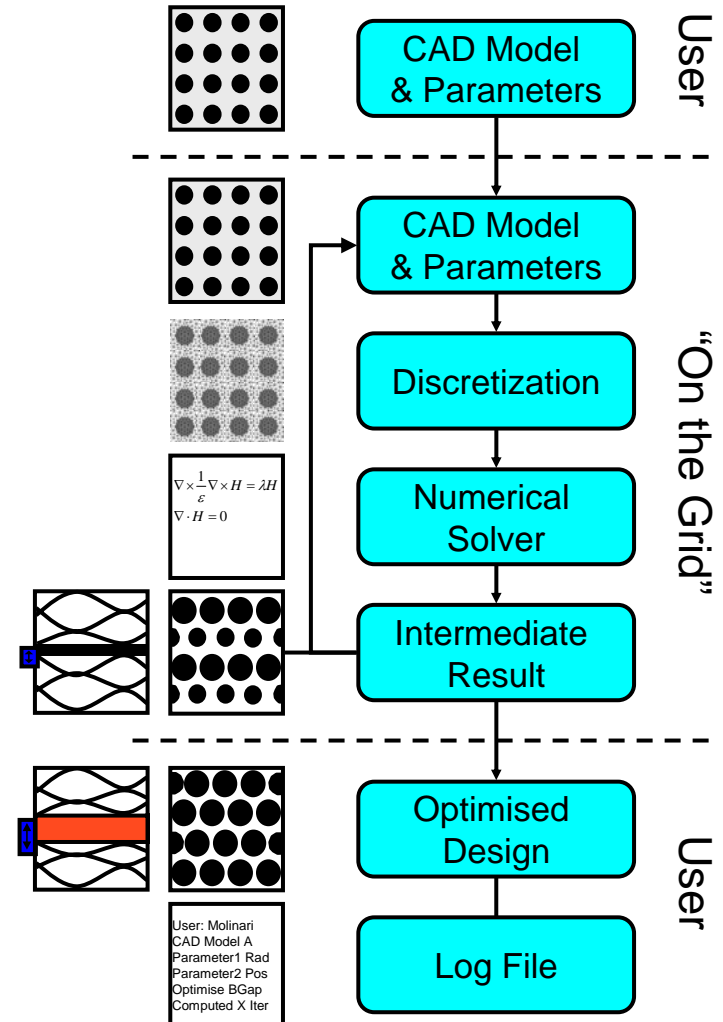 CAD Model
& Parameters
User
CAD Model
& Parameters
Discretization
"On the Grid"
∇×1/ε∇×H=λH
∇·H=0
Numerical
Solver
Intermediate
Result
Optimised
Design
User
User: Molinari
CAD Model A
Parameter1 Rad
Parameter2 Pos
Optimise BGap
Computed X Iter
Log File